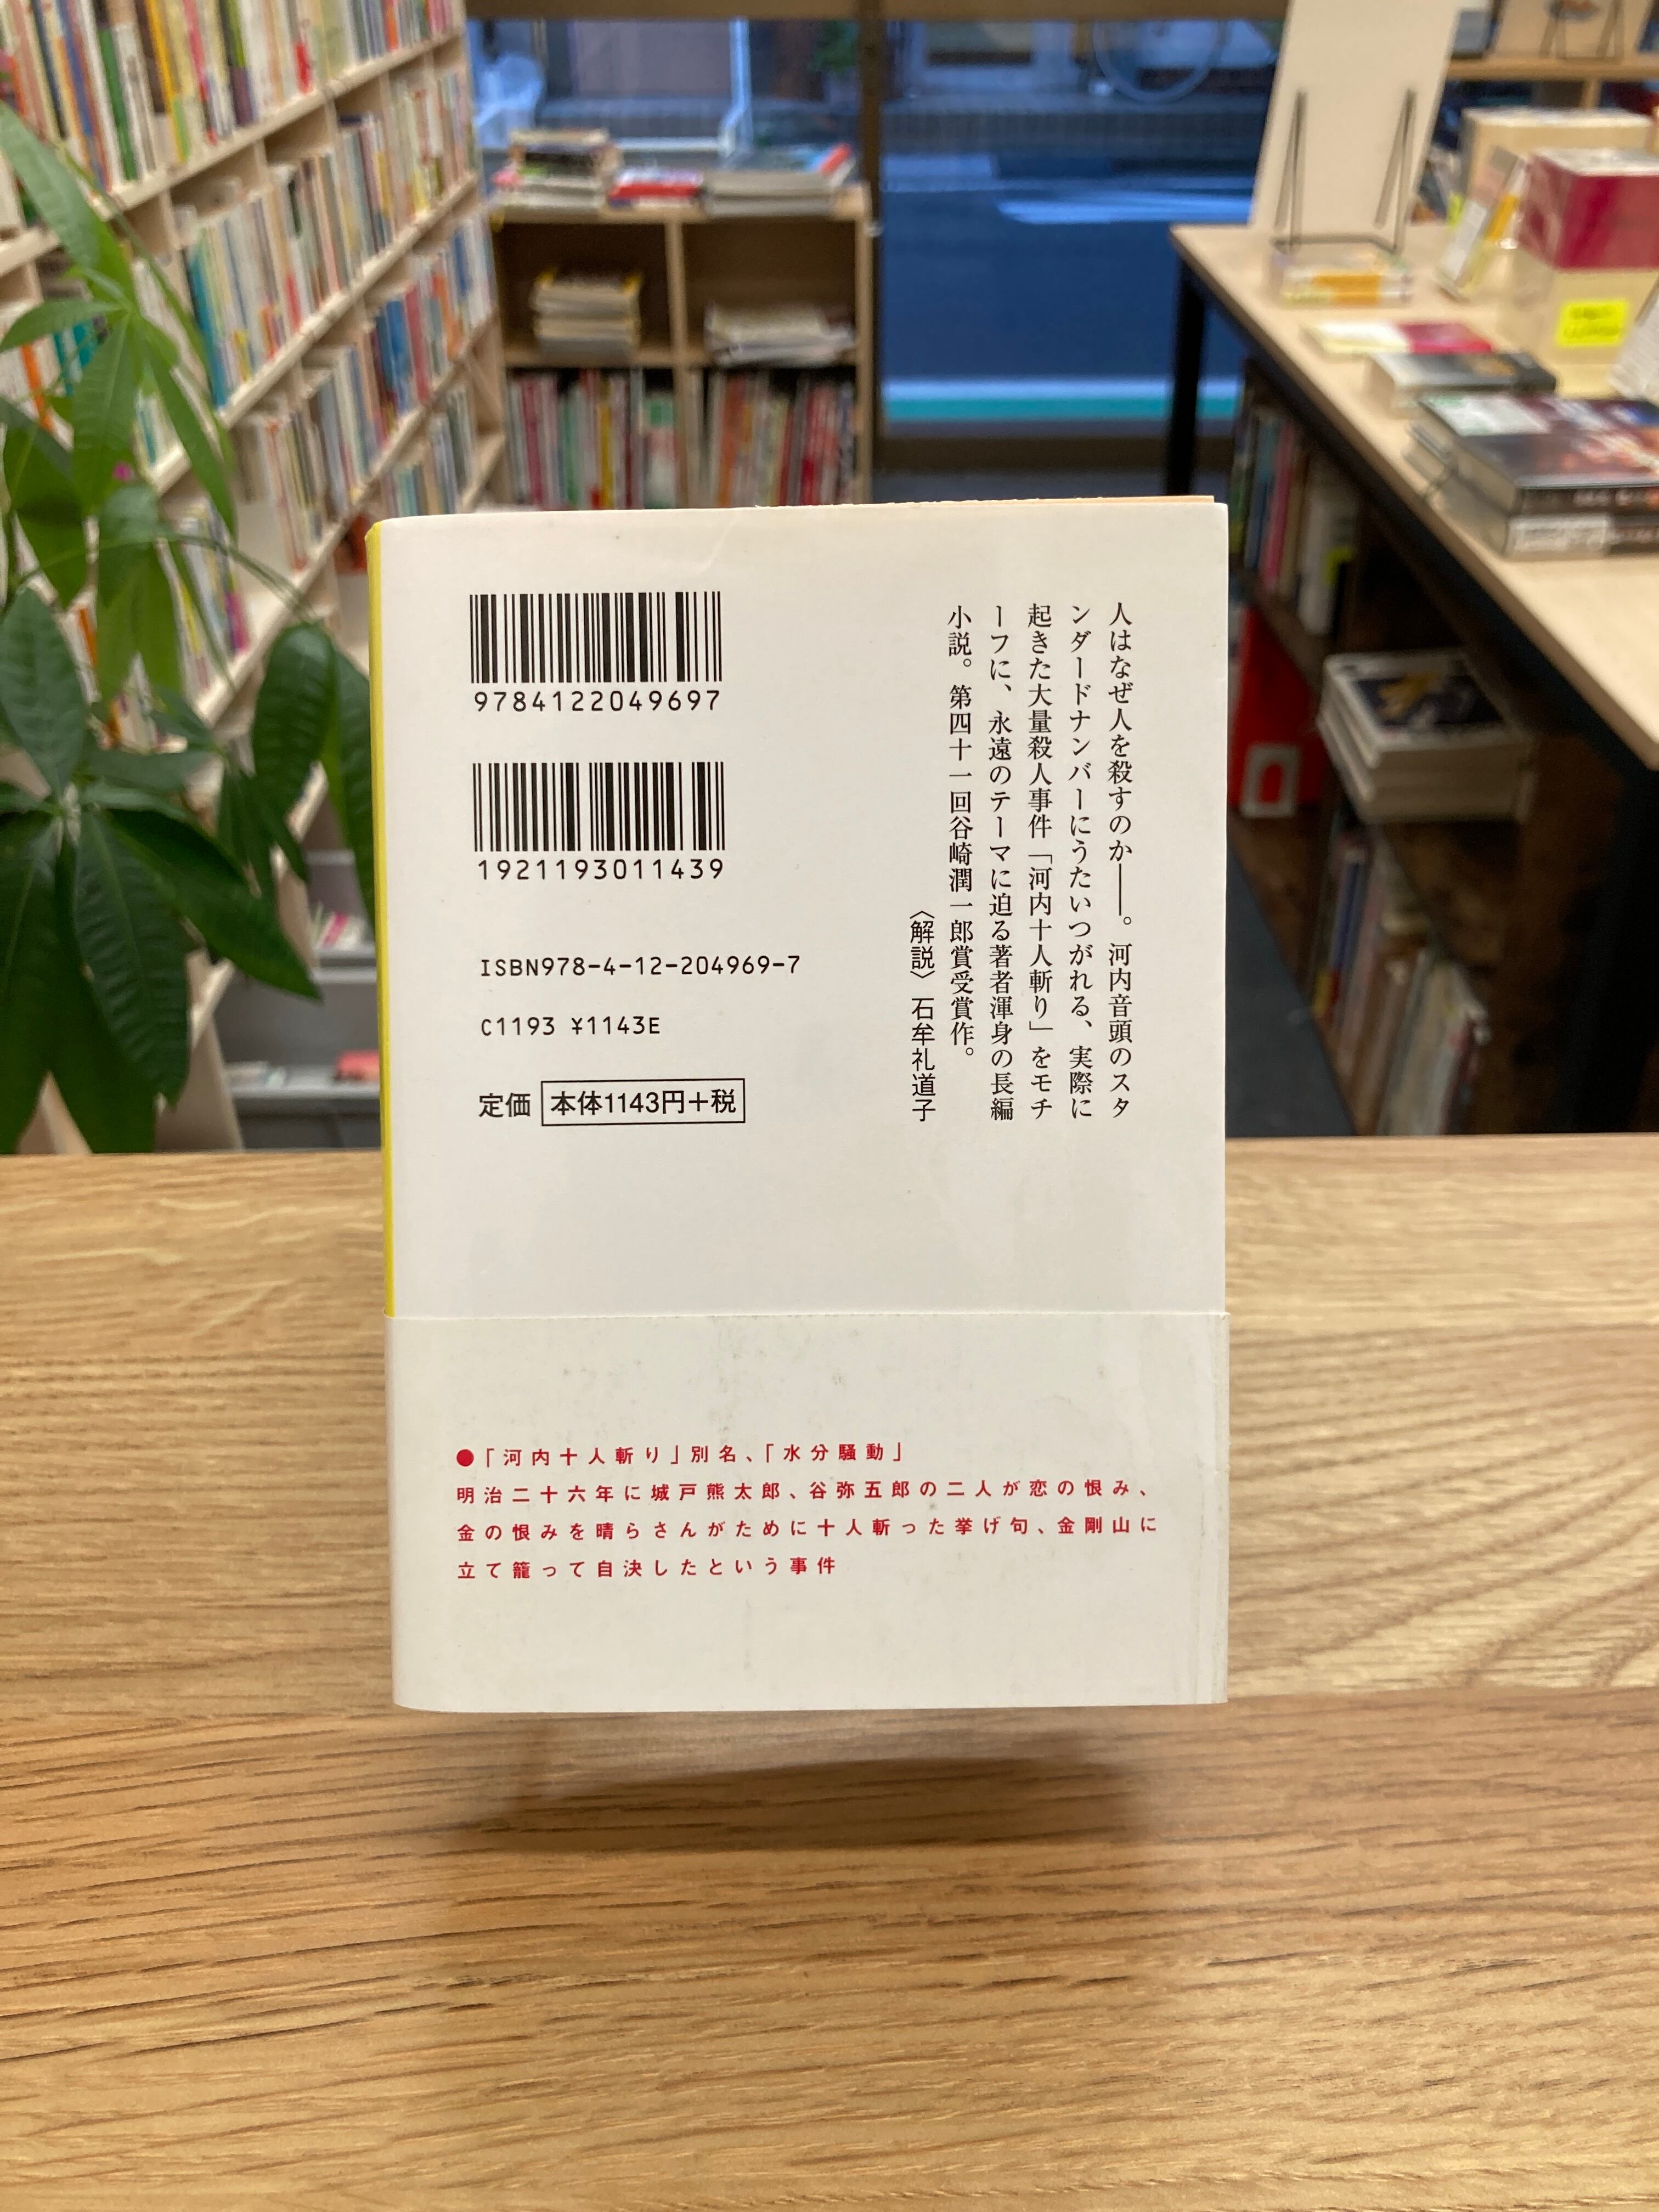 人はなぜ人を殺すのか――。河内音頭のスタ
ンダードナンバーにうたいつがれる、実際に
起きた大量殺人事件「河内十人斬り」をモチ
ーフに、永遠のテーマに迫る著者渾身の長編
小説。第四十一回谷崎潤一郎賞受賞作。
〈解説〉石牟礼道子
9784122049697
1921193011439
ISBN978-4-12-204969-7
C1193 ¥1143E
定価 本体1143円+税
●「河内十人斬り」別名、「水分騒動」
明治二十六年に城戸熊太郎、谷弥五郎の二人が恋の恨み、
金の恨みを晴らさんがために十人斬った挙げ句、金剛山に
立て籠って自決したという事件